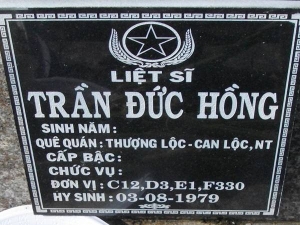 LIỆT SĨ
TRẦN ĐỨC HỒNG
SINH NĂM :
QUÊ QUÁN : THƯỢNG LỘC - CAN LỘC, NT
CẤP BẬC :
CHỨC VỤ :
ĐƠN VỊ : C12,D3,E1,F330
HY SINH : 03-08-1979